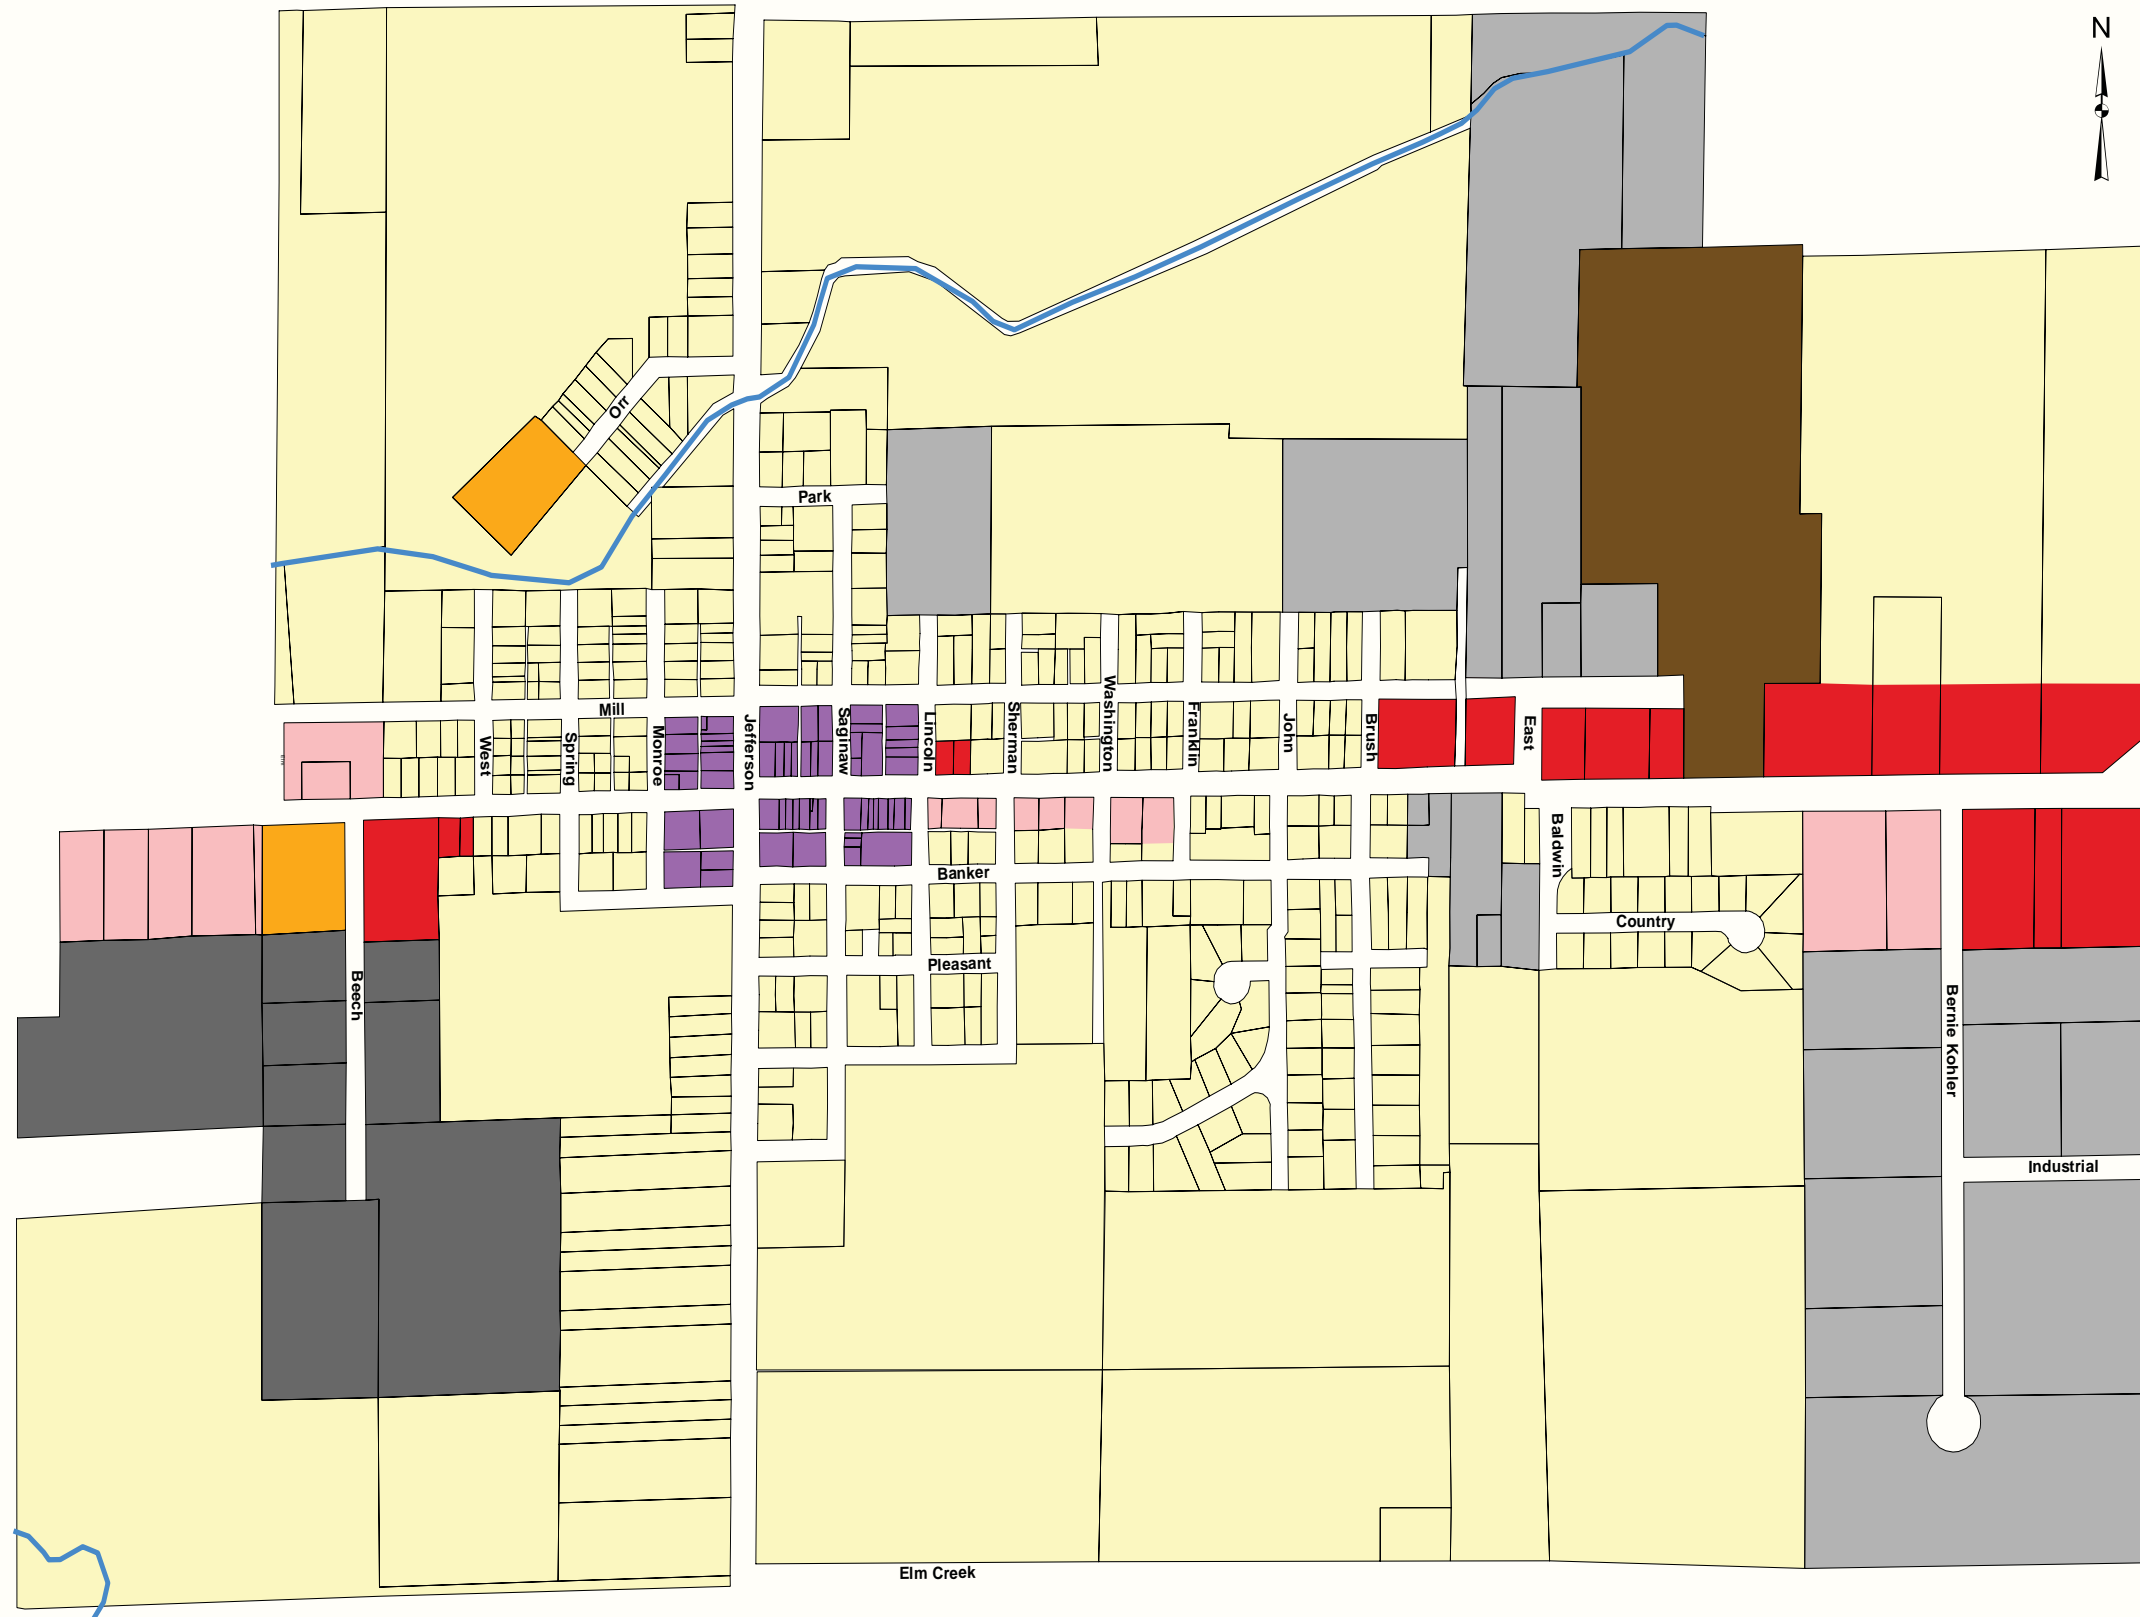 N
Orr
Park
Mill
West
Spring
Monroe
Jefferson
Saginaw
Lincoln
Sherman
Washington
Franklin
John
Brush
East
Baldwin
Banker
Country
Pleasant
Beech
Bernie Kohler
Industrial
Elm Creek